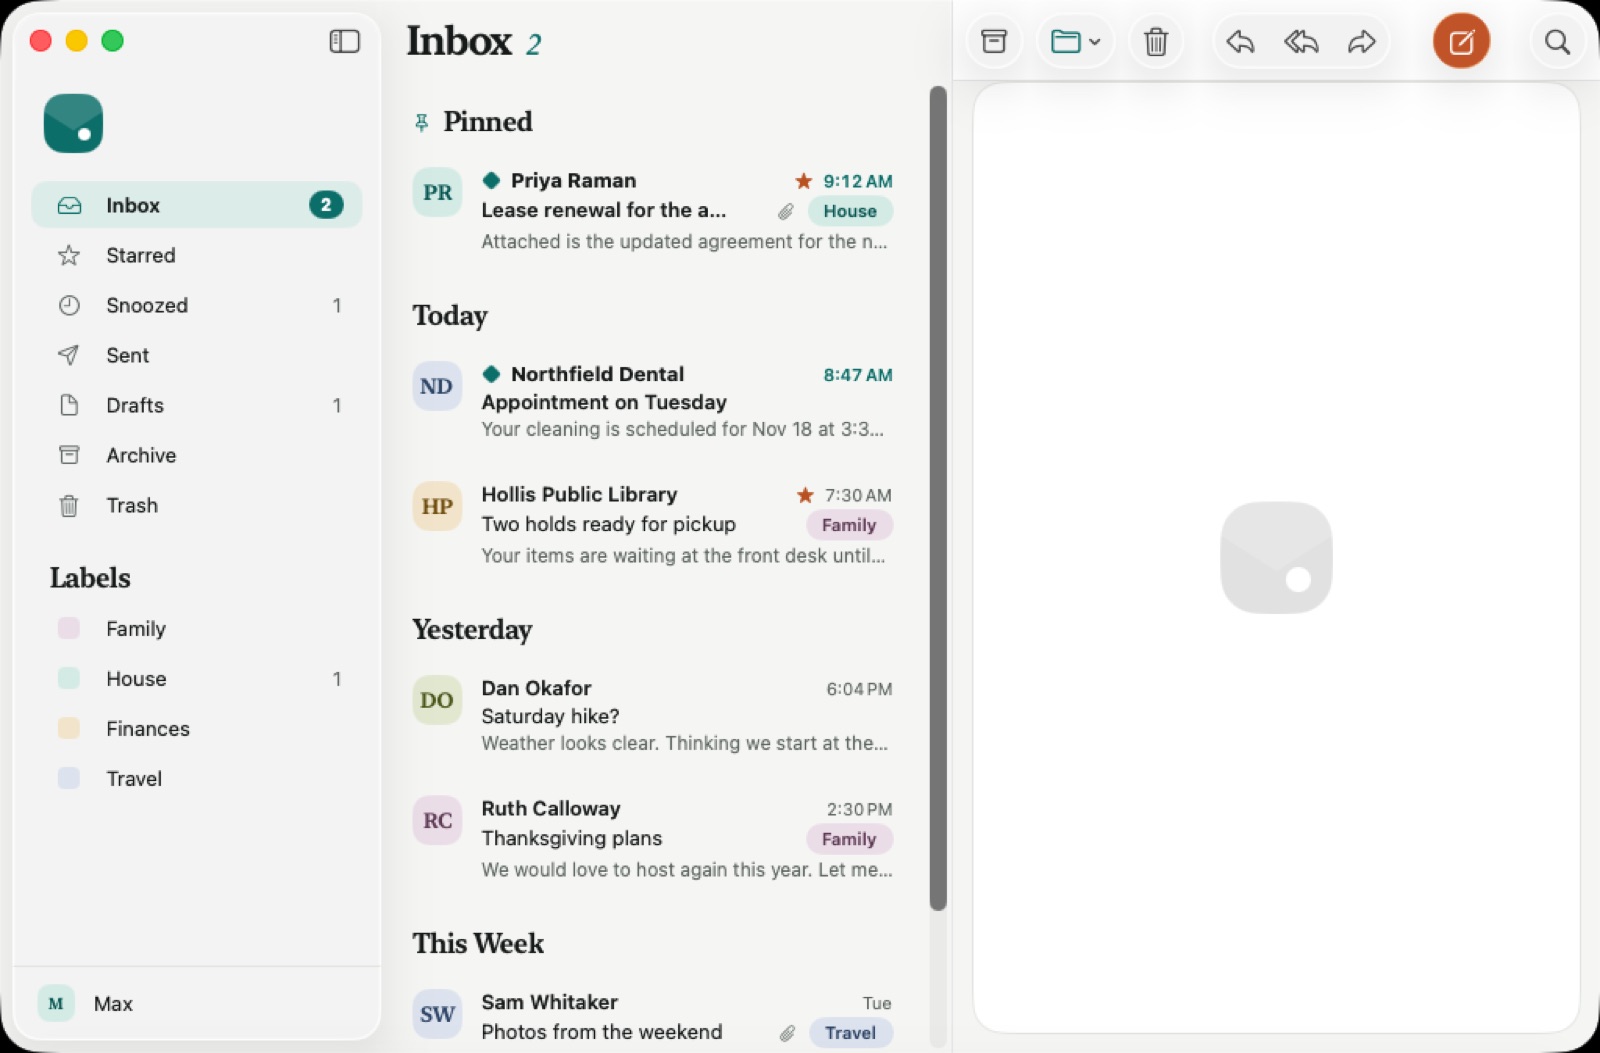 Inbox 2
Inbox 2
Starred
Snoozed 1
Sent
Drafts 1
Archive
Trash
Labels
Family
House 1
Finances
Travel
M Max
Pinned
PR Priya Raman 9:12 AM
Lease renewal for the a... House
Attached is the updated agreement for the n...
Today
ND Northfield Dental 8:47 AM
Appointment on Tuesday
Your cleaning is scheduled for Nov 18 at 3:3...
HP Hollis Public Library 7:30 AM
Two holds ready for pickup Family
Your items are waiting at the front desk until...
Yesterday
DO Dan Okafor 6:04 PM
Saturday hike?
Weather looks clear. Thinking we start at the...
RC Ruth Calloway 2:30 PM
Thanksgiving plans Family
We would love to host again this year. Let me...
This Week
SW Sam Whitaker Tue
Photos from the weekend Travel